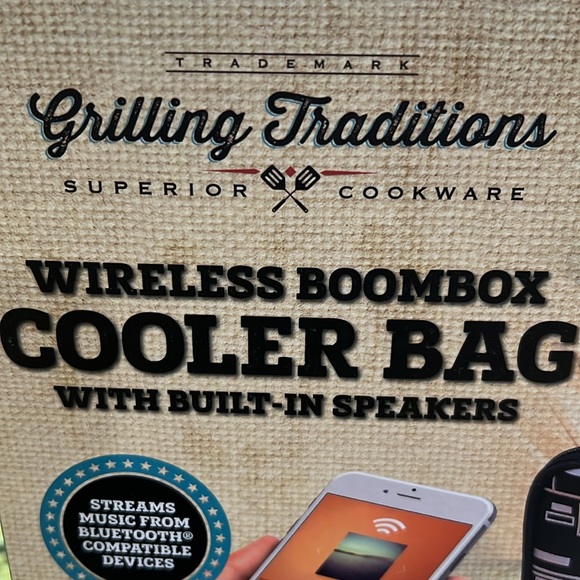 TRADEMARK
Grilling Traditions
SUPERIOR COOKWARE
WIRELESS BOOMBOX
COOLER BAG
WITH BUILT-IN SPEAKERS
STREAMS
MUSIC FROM
BLUETOOTH®
COMPATIBLE
DEVICES